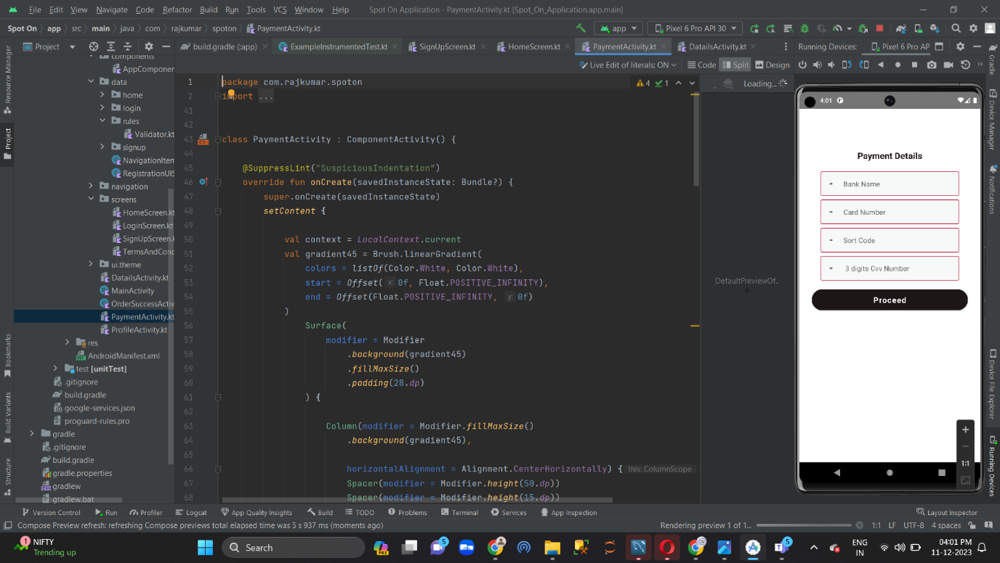 File Edit View Navigate Code Refactor Build Run Tools VCS Window Help Spot On Application - PaymentActivity.kt [Spot_On_Application.app.main]
Spot On > app > src > main > java > com > rajkumar > spoton > PaymentActivity.kt app Pixel 6 Pro API 30
Project build.gradle (:app) ExampleInstrumentedTest.kt SignUpScreen.kt HomeScreen.kt PaymentActivity.kt DatailsActivity.kt Running Devices: Pixel 6 Pro AP
Live Edit of literals: ON Code Split Design
Resource Manager
Project
Bookmarks
Build Variants
Structure
components
AppComponen
data
home
login
rules
Validator.kt
signup
NavigationItem
RegistrationUIS
navigation
screens
HomeScreen.kt
LoginScreen.kt
SignUpScreen.k
TermsAndCond
ui.theme
DatailsActivity.kt
MainActivity
OrderSuccessActiv
PaymentActivity.kt
ProfileActivity.kt
res
AndroidManifest.xml
test [unitTest]
.gitignore
build.gradle
google-services.json
proguard-rules.pro
gradle
.gitignore
build.gradle
gradle.properties
gradlew
gradlew.bat
1 package com.rajkumar.spoton
2 import ...
41
42
43 class PaymentActivity : ComponentActivity() {
44
45 @SuppressLint("SuspiciousIndentation")
46 override fun onCreate(savedInstanceState: Bundle?) {
47 super.onCreate(savedInstanceState)
48 setContent {
49
50 val context = LocalContext.current
51 val gradient45 = Brush.linearGradient(
52 colors = listOf(Color.White, Color.White),
53 start = Offset( x: 0f, Float.POSITIVE_INFINITY),
54 end = Offset(Float.POSITIVE_INFINITY, y: 0f)
55 )
56 Surface(
57 modifier = Modifier
58 .background(gradient45)
59 .fillMaxSize()
60 .padding(28.dp)
61 ) {
62
63 Column(modifier = Modifier.fillMaxSize()
64 .background(gradient45),
65
66 horizontalAlignment = Alignment.CenterHorizontally) { this: ColumnScope
67 Spacer(modifier = Modifier.height(50.dp))
68 Spacer(modifier = Modifier.height(15.dp))
4 1
Loading...
DefaultPreviewOf..
4:01
Payment Details
Bank Name
Card Number
Sort Code
3 digits Cvv Number
Proceed
1:1
Gradle
Device Manager
Notifications
Device File Explorer
Running Devices
Version Control Run Profiler Logcat App Quality Insights Build TODO Problems Terminal Services App Inspection Layout Inspector
Compose Preview refresh: refreshing Compose previews total elapsed time was 5 s 937 ms (moments ago) Rendering preview 1 of 1... 1:1 LF UTF-8 4 spaces
1 NIFTY
Trending up
Search
PRE
5
5
ENG
IN
04:01 PM
11-12-2023